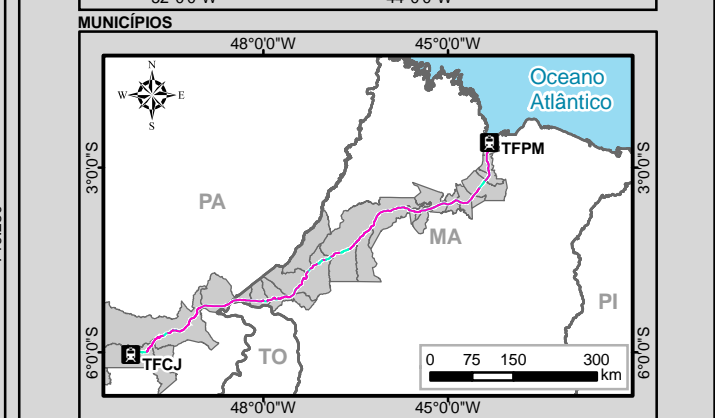 MUNICÍPIOS
48°0'0"W 45°0'0"W
N
W E
S
Oceano
Atlântico
TFPM
3°0'0"S 3°0'0"S
PA
MA
PI
6°0'0"S 6°0'0"S
TFCJ
TO
0 75 150 300
km
48°0'0"W 45°0'0"W